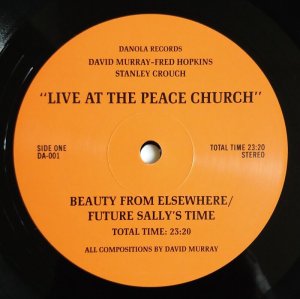 DANOLA RECORDS
DAVID MURRAY-FRED HOPKINS
STANLEY CROUCH
"LIVE AT THE PEACE CHURCH"
SIDE ONE
DA-001
TOTAL TIME 23:20
STEREO
BEAUTY FROM ELSEWHERE/
FUTURE SALLY'S TIME
TOTAL TIME: 23:20
ALL COMPOSITIONS BY DAVID MURRAY